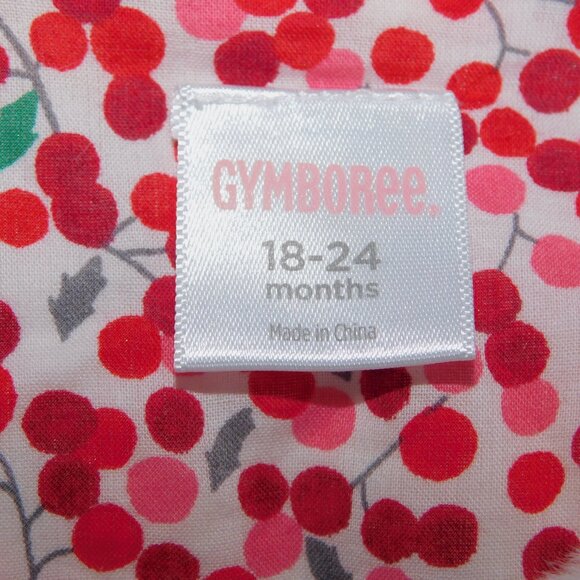 GYMBORee.
18-24
months
Made in China